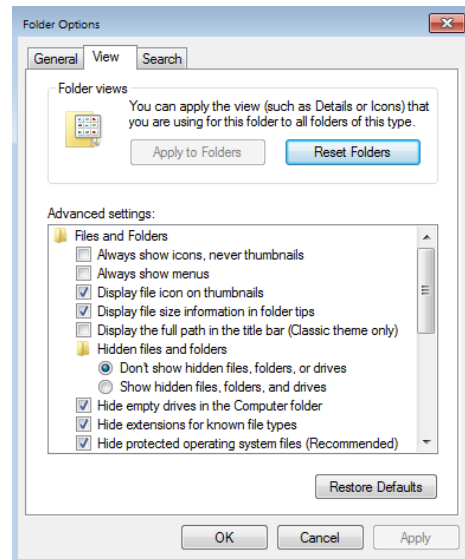 Folder Options
General View Search
Folder views
You can apply the view (such as Details or Icons) that
you are using for this folder to all folders of this type.
Apply to Folders Reset Folders
Advanced settings:
Files and Folders
Always show icons, never thumbnails
Always show menus
Display file icon on thumbnails
Display file size information in folder tips
Display the full path in the title bar (Classic theme only)
Hidden files and folders
Don't show hidden files, folders, or drives
Show hidden files, folders, and drives
Hide empty drives in the Computer folder
Hide extensions for known file types
Hide protected operating system files (Recommended)
Restore Defaults
OK Cancel Apply